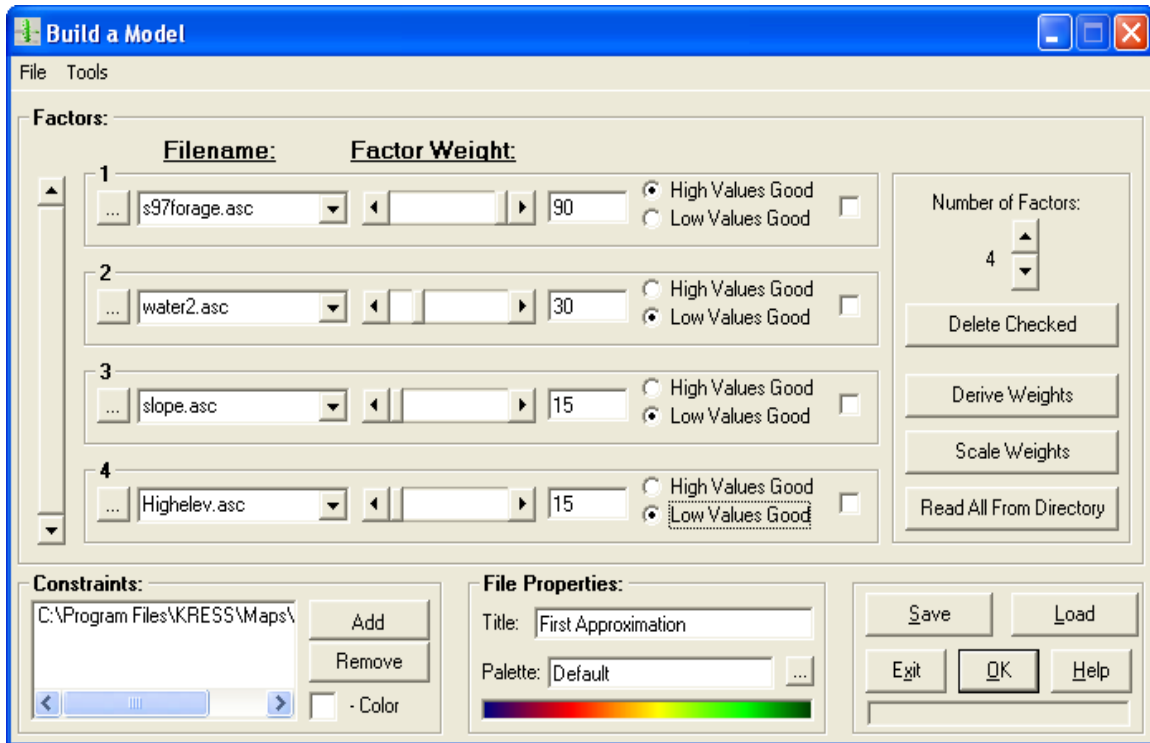 Build a Model
File Tools
Factors:
Filename: Factor Weight:
1
... s97forage.asc 90
High Values Good
Low Values Good
2
... water2.asc 30
High Values Good
Low Values Good
3
... slope.asc 15
High Values Good
Low Values Good
4
... Highelev.asc 15
High Values Good
Low Values Good
Number of Factors:
4
Delete Checked
Derive Weights
Scale Weights
Read All From Directory
Constraints:
C:\Program Files\KRESS\Maps\
Add
Remove
- Color
File Properties:
Title: First Approximation
Palette: Default ...
Save Load
Exit OK Help